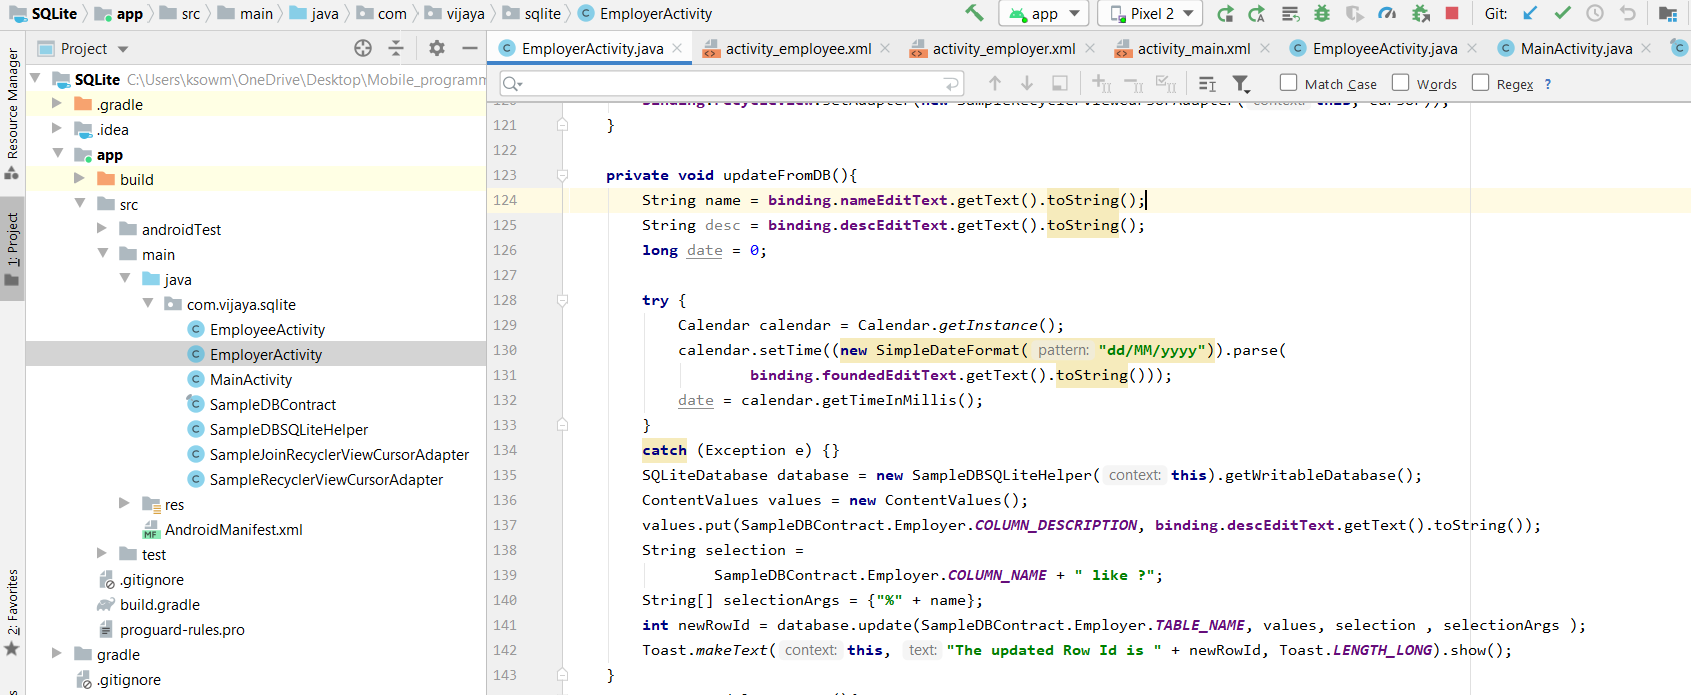 SQLite app src main java com vijaya sqlite EmployerActivity app Pixel 2 Git:
Project
EmployerActivity.java activity_employee.xml activity_employer.xml activity_main.xml EmployeeActivity.java MainActivity.java
Match Case Words Regex ?
Resource Manager
1: Project
2: Favorites
SQLite C:\Users\ksowm\OneDrive\Desktop\Mobile_programm
.gradle
.idea
app
build
src
androidTest
main
java
com.vijaya.sqlite
EmployeeActivity
EmployerActivity
MainActivity
SampleDBContract
SampleDBSQLiteHelper
SampleJoinRecyclerViewCursorAdapter
SampleRecyclerViewCursorAdapter
res
AndroidManifest.xml
test
.gitignore
build.gradle
proguard-rules.pro
gradle
.gitignore
121 }
122
123 private void updateFromDB(){
124 String name = binding.nameEditText.getText().toString();
125 String desc = binding.descEditText.getText().toString();
126 long date = 0;
127
128 try {
129 Calendar calendar = Calendar.getInstance();
130 calendar.setTime((new SimpleDateFormat( pattern: "dd/MM/yyyy")).parse(
131 binding.foundedEditText.getText().toString()));
132 date = calendar.getTimeInMillis();
133 }
134 catch (Exception e) {}
135 SQLiteDatabase database = new SampleDBSQLiteHelper( context: this).getWritableDatabase();
136 ContentValues values = new ContentValues();
137 values.put(SampleDBContract.Employer.COLUMN_DESCRIPTION, binding.descEditText.getText().toString());
138 String selection =
139 SampleDBContract.Employer.COLUMN_NAME + " like ?";
140 String[] selectionArgs = {"%" + name};
141 int newRowId = database.update(SampleDBContract.Employer.TABLE_NAME, values, selection , selectionArgs );
142 Toast.makeText( context: this, text: "The updated Row Id is " + newRowId, Toast.LENGTH_LONG).show();
143 }